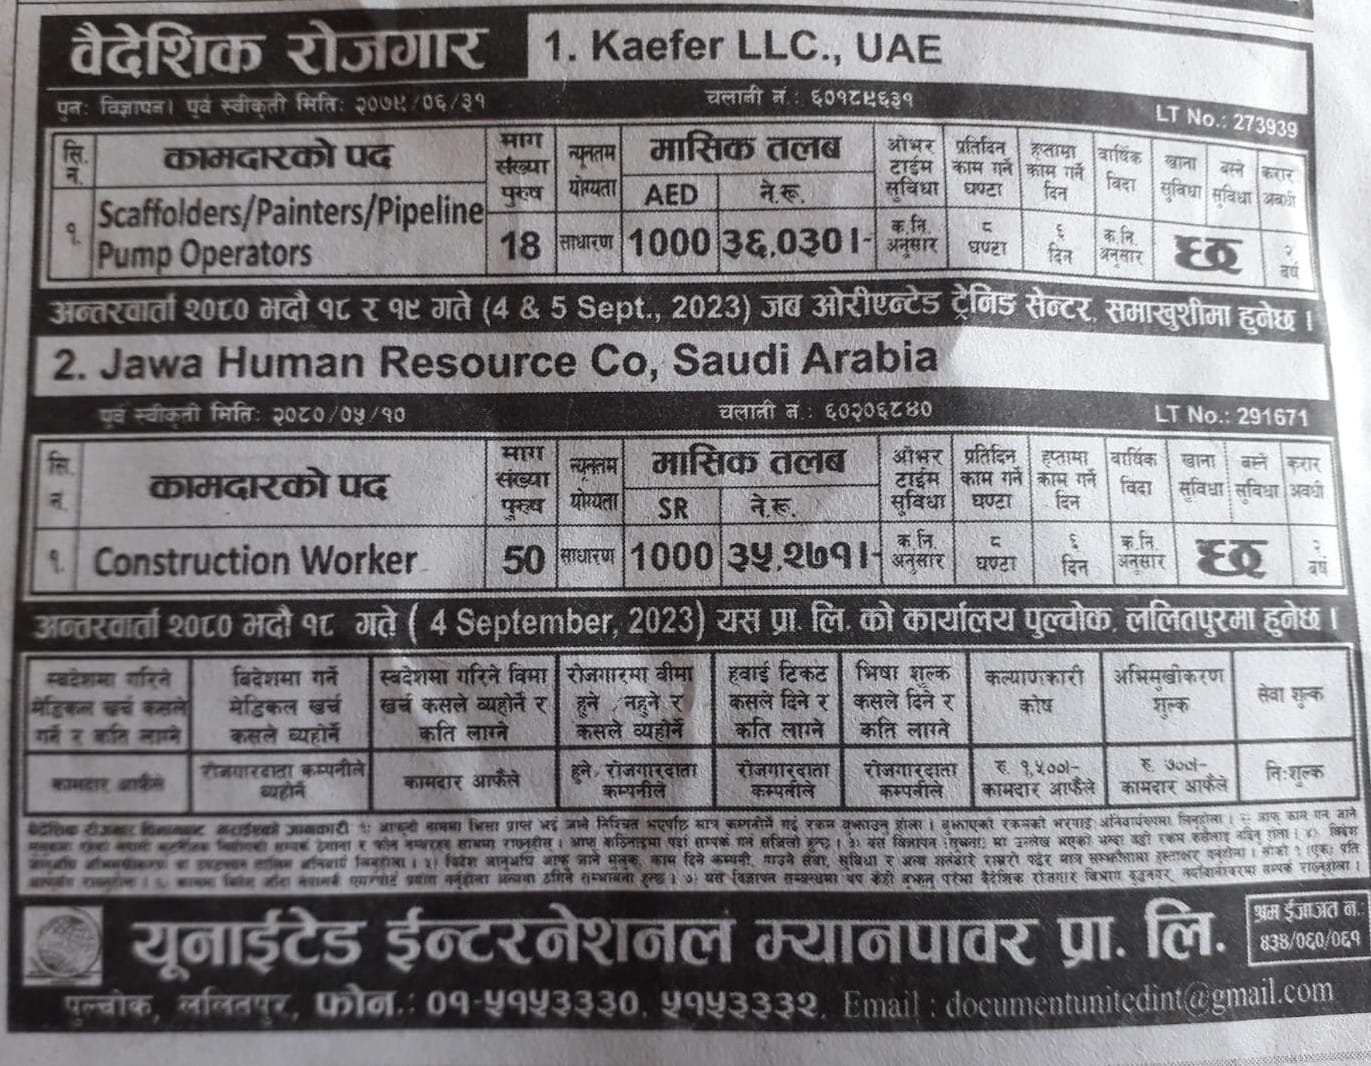 वैदेशिक रोजगार
1. Kaefer LLC., UAE
पुनः विज्ञापन। पुर्व स्वीकृती मितिः २०७९/०६/३१ चलानी नं.: ६०१८९६३१ LT No.: 273939
सि.न. कामदारको पद माग संख्या पुरुष न्यूनतम योग्यता मासिक तलब AED ने.रू. ओभर टाईम सुविधा प्रतिदिन काम गर्ने घण्टा हप्तामा काम गर्ने दिन वार्षिक विदा खाना सुविधा बस्ने सुविधा करार अवधी
१. Scaffolders/Painters/Pipeline Pump Operators 18 साधारण 1000 ३६,0३01- क.नि. अनुसार ८ घण्टा ६ दिन क.नि. अनुसार छ २ बर्ष
अन्तरवार्ता २०८० भदौ १८ र १९ गते (4 & 5 Sept., 2023) जब ओरीएन्टेड ट्रेनिङ सेन्टर, समाखुशीमा हुनेछ ।
2. Jawa Human Resource Co, Saudi Arabia
पुर्व स्वीकृती मितिः २०८०/०५/१० चलानी नं.: ६०२०६८४० LT No.: 291671
सि.न. कामदारको पद माग संख्या पुरुष न्यूनतम योग्यता मासिक तलब SR ने.रू. ओभर टाईम सुविधा प्रतिदिन काम गर्ने घण्टा हप्तामा काम गर्ने दिन वार्षिक विदा खाना सुविधा बस्ने सुविधा करार अवधी
१. Construction Worker 50 साधारण 1000 ३५,२७१।- क.नि. अनुसार ८ घण्टा ६ दिन क.नि. अनुसार छ २ बर्ष
अन्तरवार्ता २०८० भदौ १८ गते ( 4 September, 2023) यस प्रा. लि. को कार्यालय पुल्चोक, ललितपुरमा हुनेछ ।
स्वदेशमा गरिने मेडिकल खर्च कसले गर्ने र कति लाग्ने
बिदेशमा गर्ने मेडिकल खर्च कसले व्यहोर्ने
स्वदेशमा गरिने विमा खर्च कसले व्यहोर्ने र कति लाग्ने
रोजगारमा वीमा हुने /नहुने र कसले व्यहोर्ने
हवाई टिकट कसले दिने र कति लाग्ने
भिषा शुल्क कसले दिने र कति लाग्ने
कल्याणकारी कोष
अभिमुखीकरण शुल्क
सेवा शुल्क
कामदार आफैले
रोजगारदाता कम्पनीले व्यहोर्ने
कामदार आफैले
हुने, रोजगारदाता कम्पनीले
रोजगारदाता कम्पनीले
रोजगारदाता कम्पनीले
रु. १,५००।- कामदार आफैले
रु. ७००।- कामदार आफैले
निःशुल्क
यूनाईटेड ईन्टरनेशनल म्यानपावर प्रा. लि.
श्रम ईजाजत न.: ४३४/०६०/०६१
पुल्चोक, ललितपुर, फोन.: ०१-५१५३३३०, ५१५३३३२, Email : documentunitedint@gmail.com